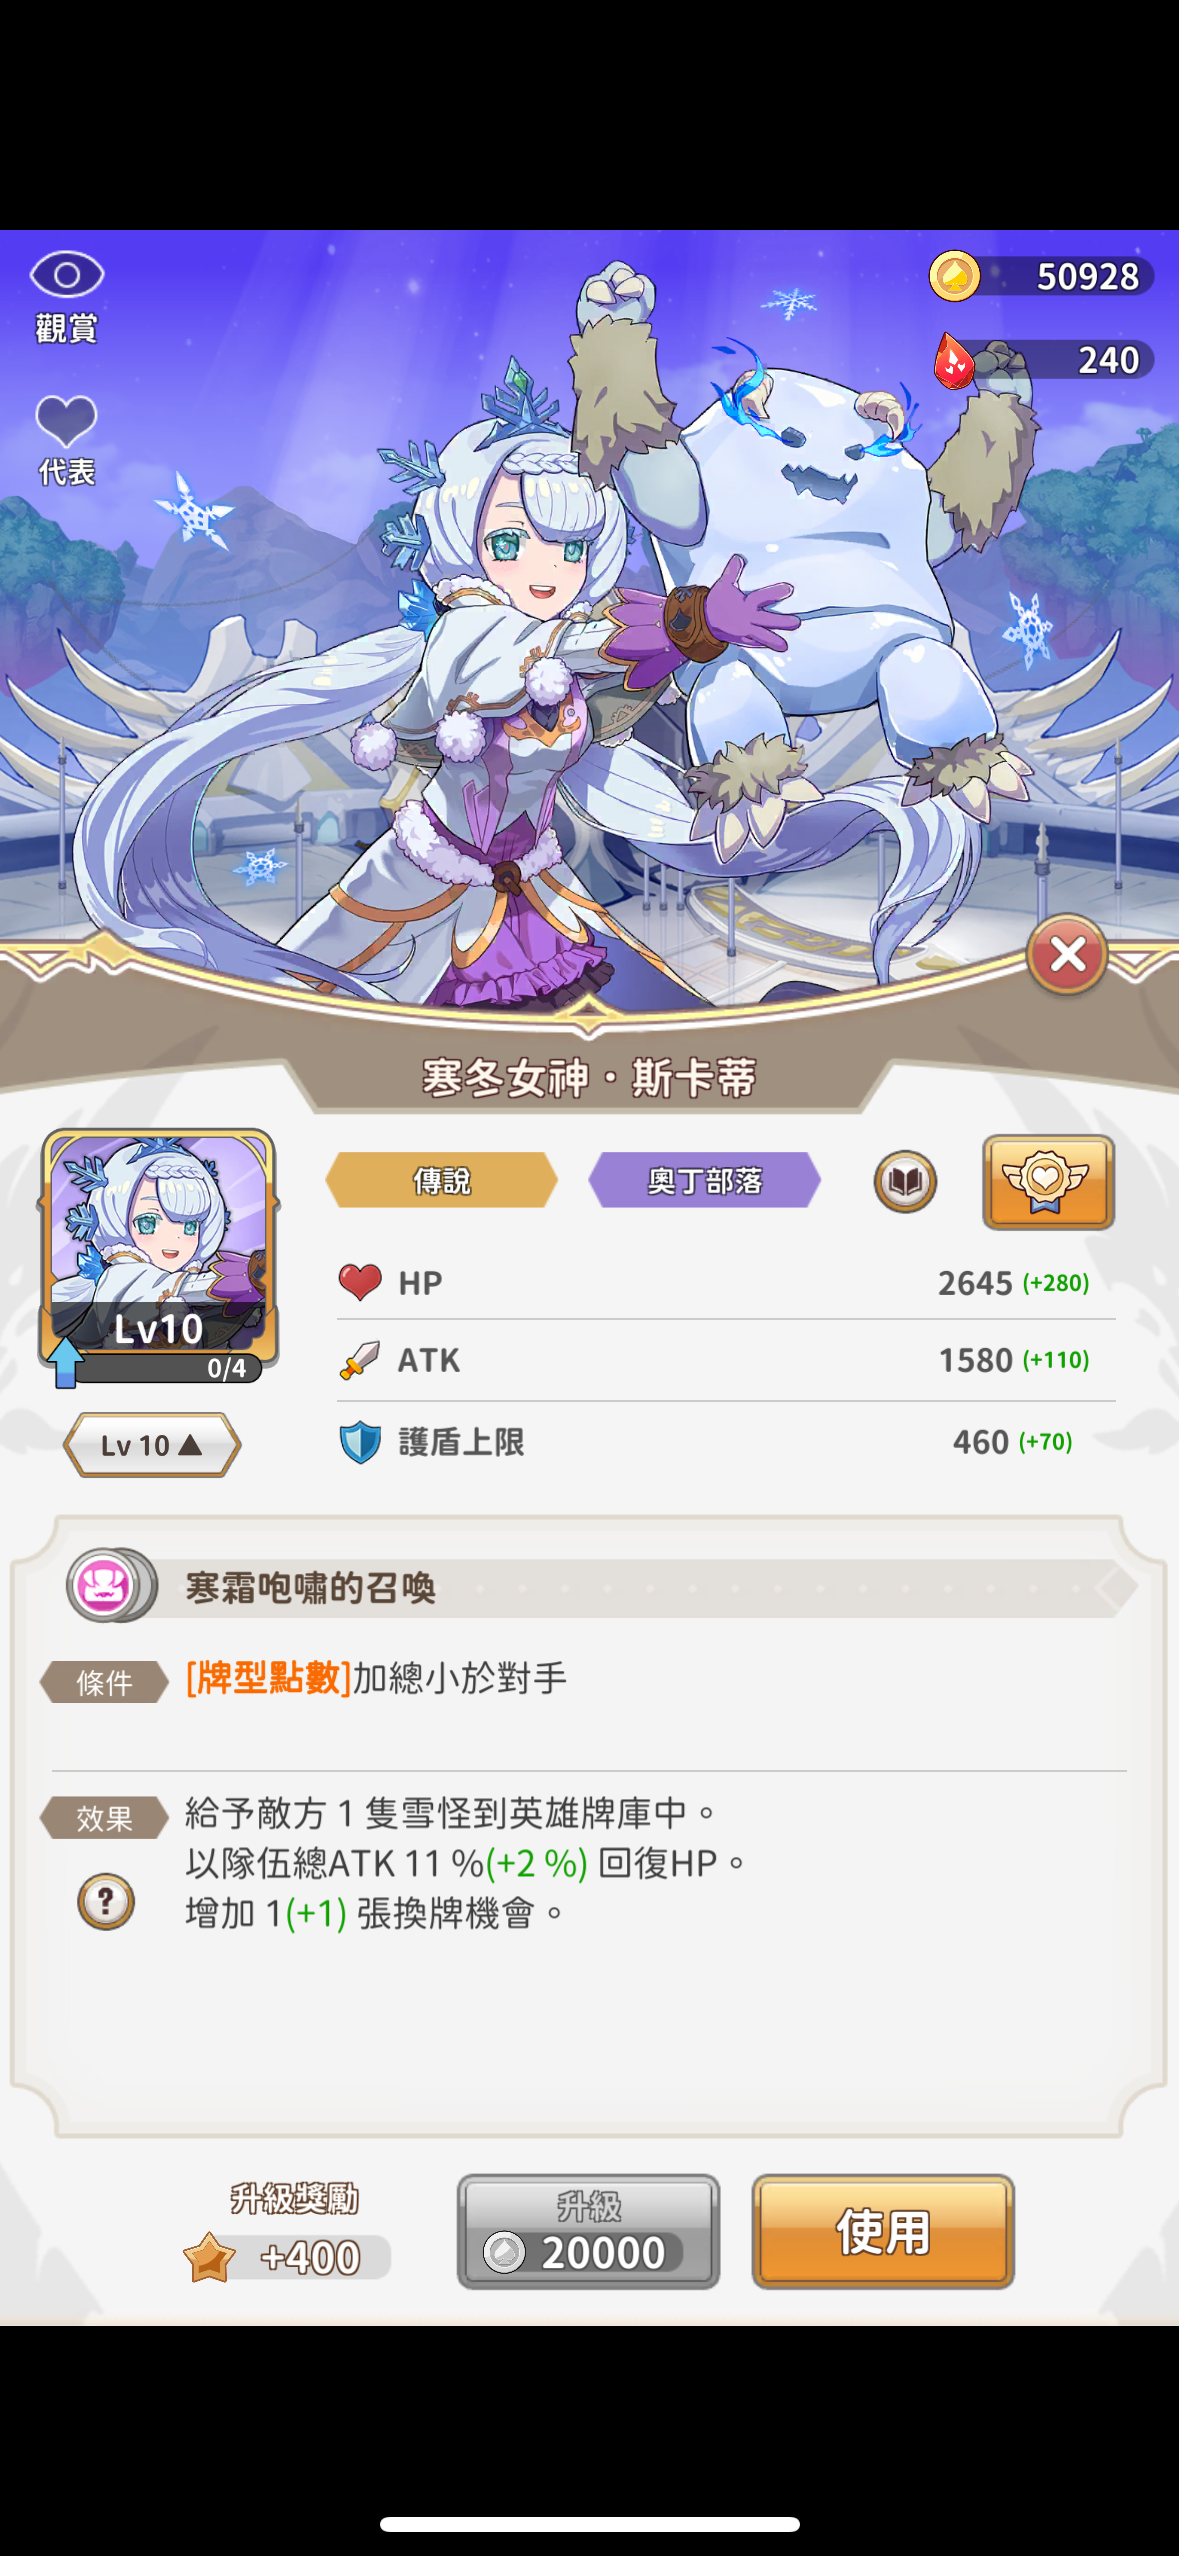 觀賞
50928
240
代表
寒冬女神·斯卡蒂
傳說
奧丁部落
HP
2645 (+280)
Lv10
0/4
ATK
1580 (+110)
Lv 10 ▲
護盾上限
460 (+70)
寒霜咆嘯的召喚
條件
[牌型點數]加總小於對手
效果
給予敵方 1 隻雪怪到英雄牌庫中。
以隊伍總ATK 11 %(+2 %) 回復HP。
?
增加 1(+1) 張換牌機會。
升級獎勵
+400
升級
20000
使用